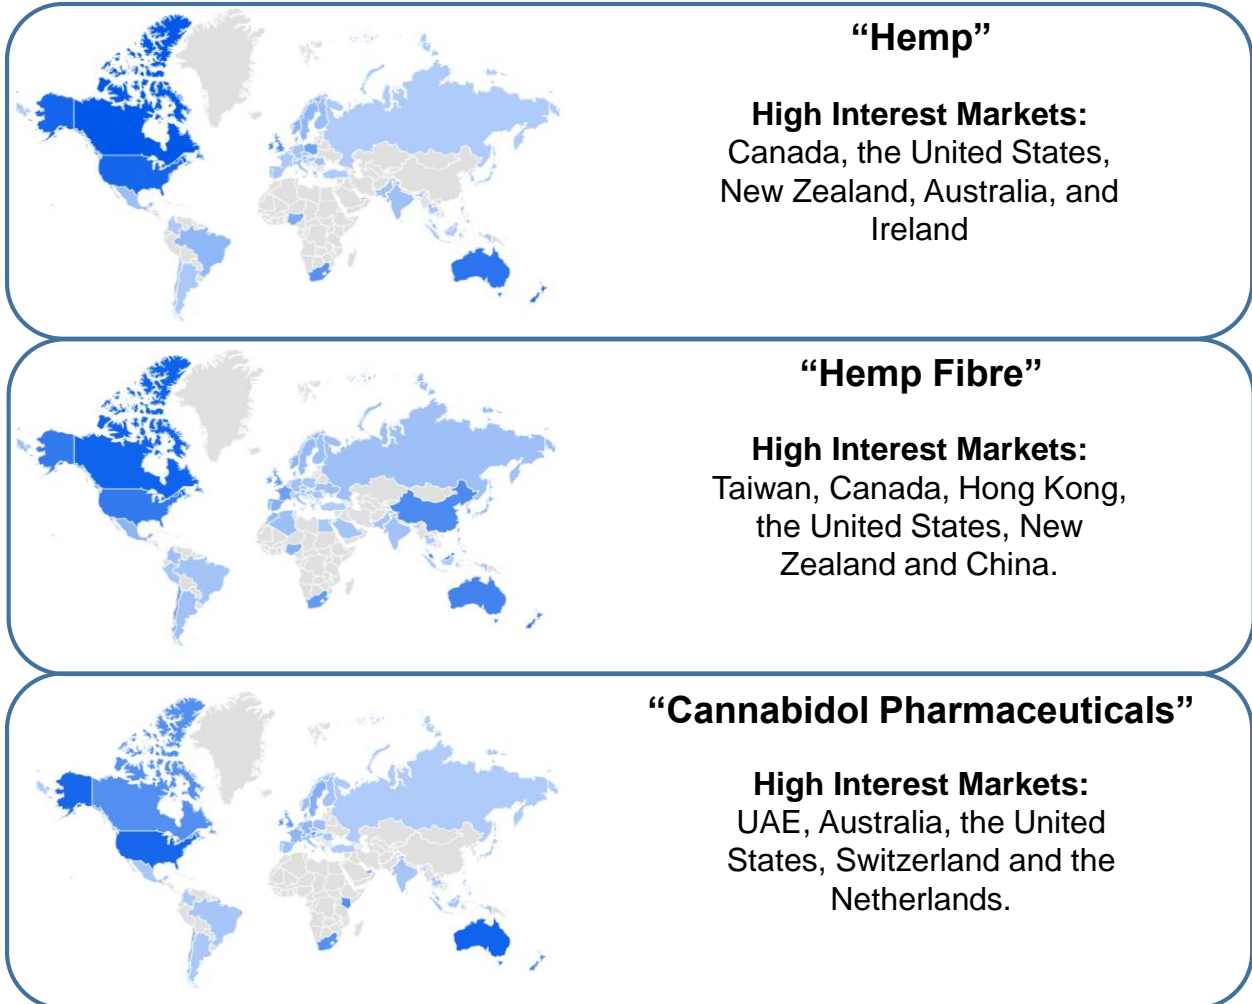 “Hemp”
High Interest Markets:
Canada, the United States,
New Zealand, Australia, and
Ireland
“Hemp Fibre”
High Interest Markets:
Taiwan, Canada, Hong Kong,
the United States, New
Zealand and China.
“Cannabidol Pharmaceuticals”
High Interest Markets:
UAE, Australia, the United
States, Switzerland and the
Netherlands.